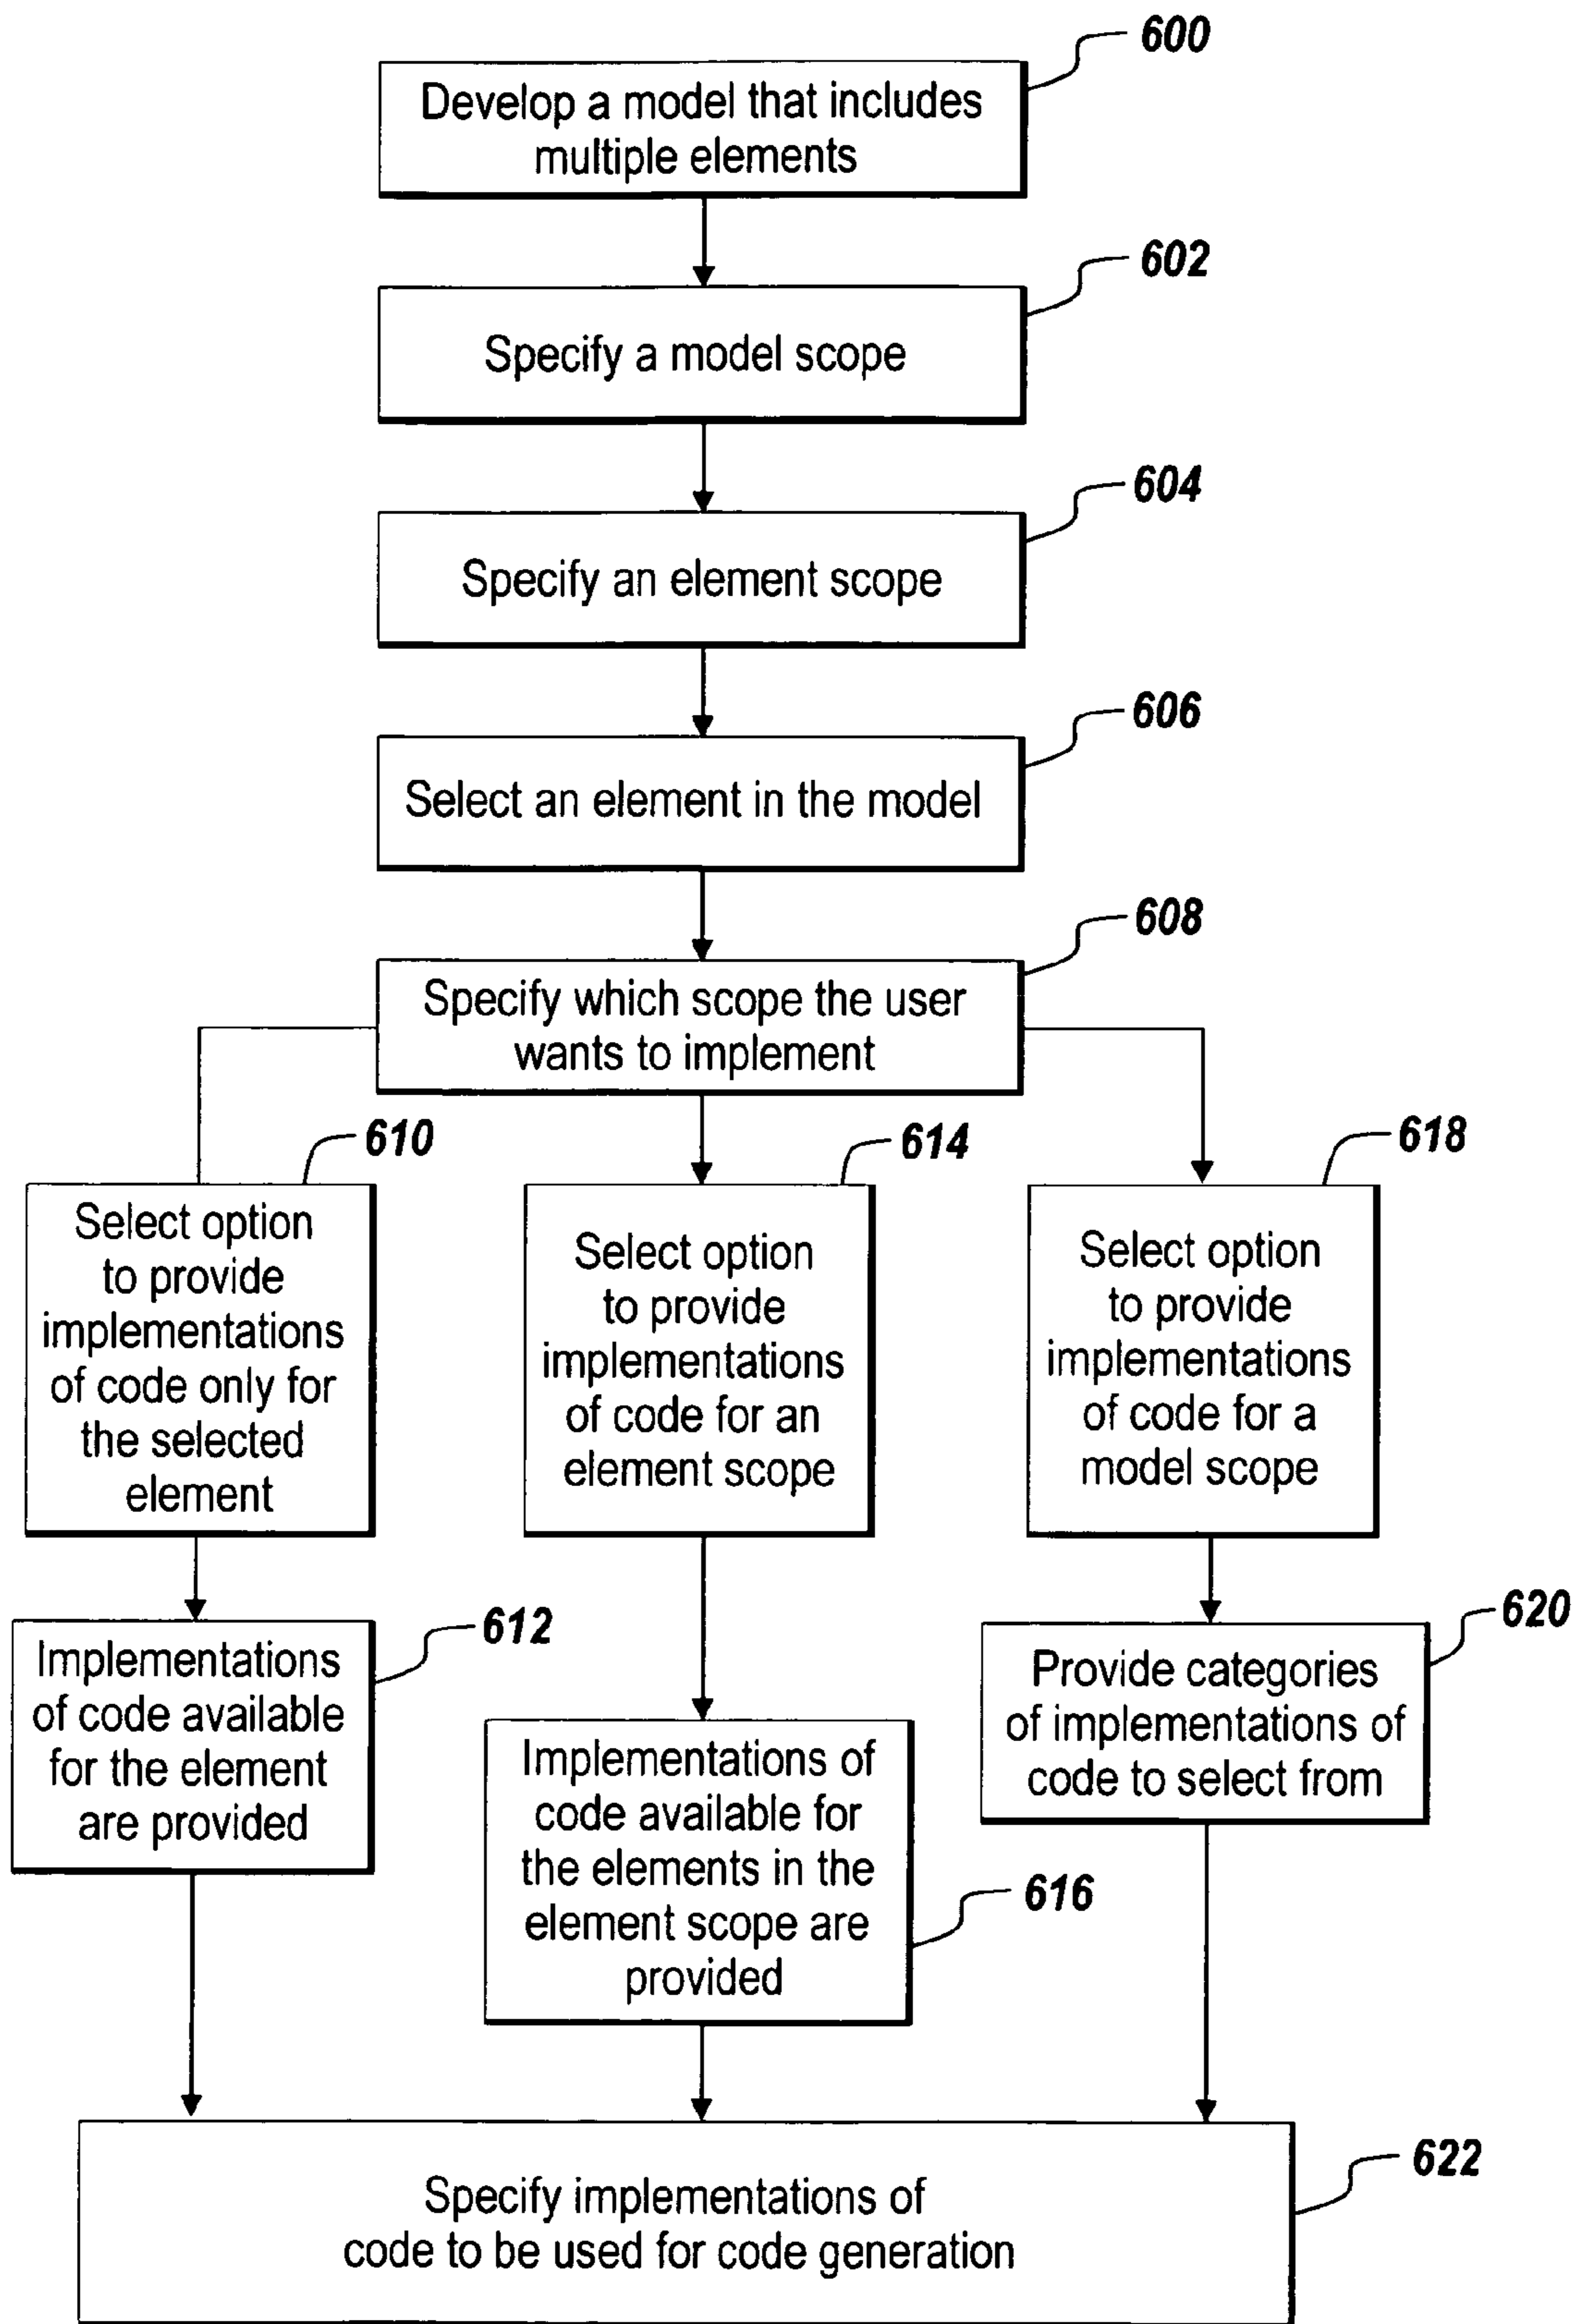 600
Develop a model that includes
multiple elements
602
Specify a model scope
604
Specify an element scope
606
Select an element in the model
608
Specify which scope the user
wants to implement
610
Select option
to provide
implementations
of code only for
the selected
element
614
Select option
to provide
implementations
of code for an
element scope
618
Select option
to provide
implementations
of code for a
model scope
612
Implementations
of code available
for the element
are provided
616
Implementations of
code available for
the elements in the
element scope are
provided
620
Provide categories
of implementations of
code to select from
622
Specify implementations of
code to be used for code generation